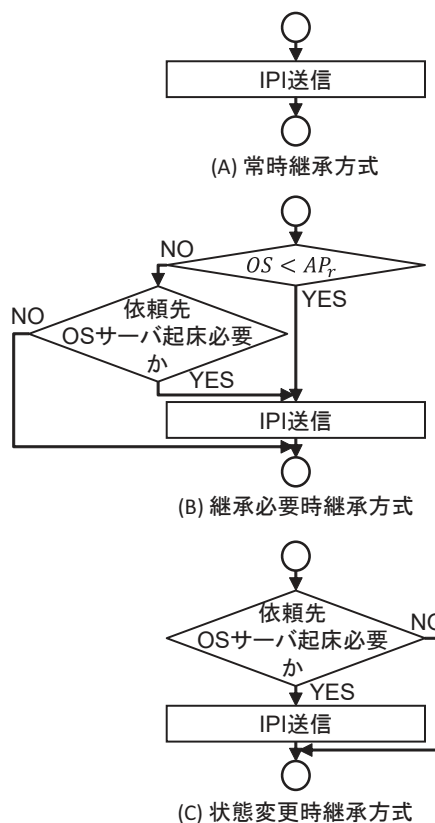 IPI送信
(A) 常時継承方式
NO
OS < AP_r
YES
NO
依頼先
OSサーバ起床必要
か
YES
IPI送信
(B) 継承必要時継承方式
依頼先
OSサーバ起床必要
か
NO
YES
IPI送信
(C) 状態変更時継承方式